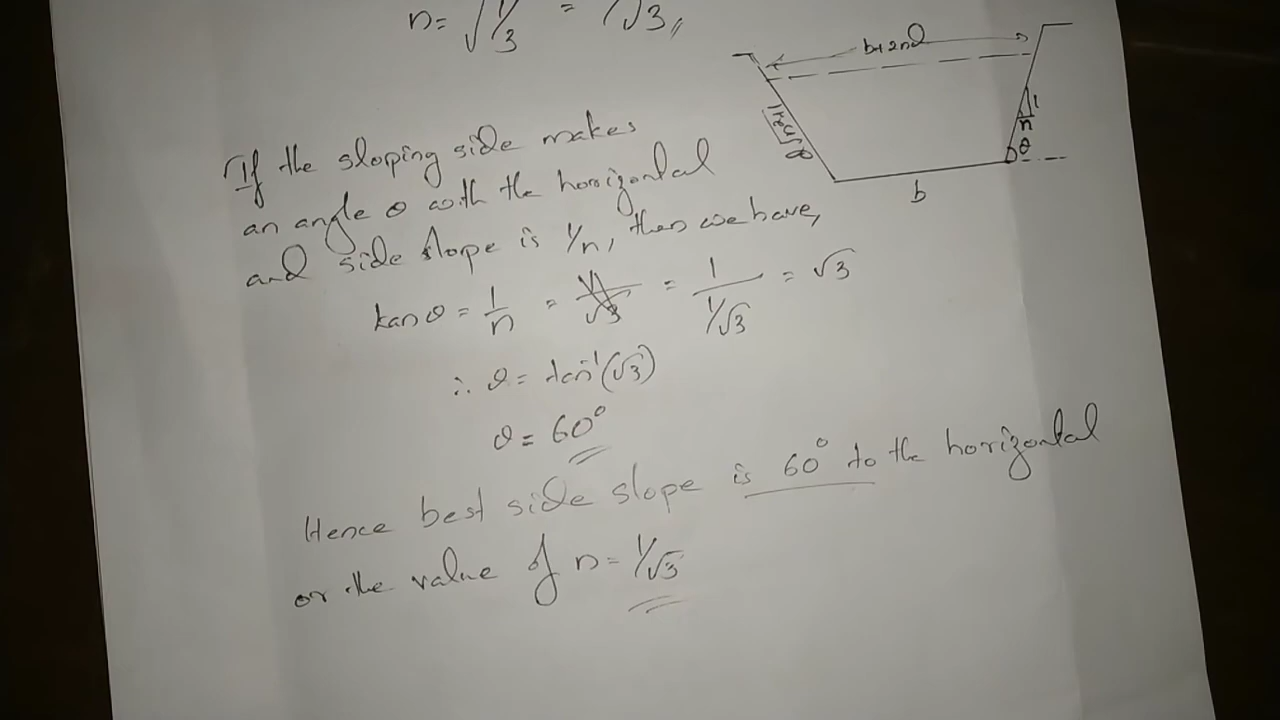 n = √1/3 = 1/√3
b+2nd
1
n
θ
b
If the sloping side makes
an angle θ with the horizontal
and side slope is 1/n, then we have,
tanθ = 1/n = = 1/(1/√3) = √3
∴ θ = tan⁻¹(√3)
θ = 60°
Hence best side slope is 60° to the horizontal
or the value of n = 1/√3